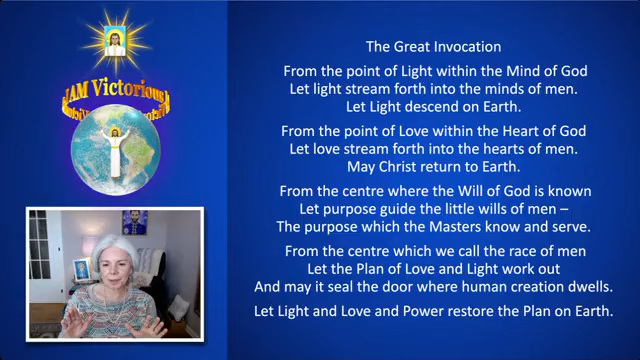 IAM Victorious
The Great Invocation
From the point of Light within the Mind of God
Let light stream forth into the minds of men.
Let Light descend on Earth.
From the point of Love within the Heart of God
Let love stream forth into the hearts of men.
May Christ return to Earth.
From the centre where the Will of God is known
Let purpose guide the little wills of men –
The purpose which the Masters know and serve.
From the centre which we call the race of men
Let the Plan of Love and Light work out
And may it seal the door where human creation dwells.
Let Light and Love and Power restore the Plan on Earth.